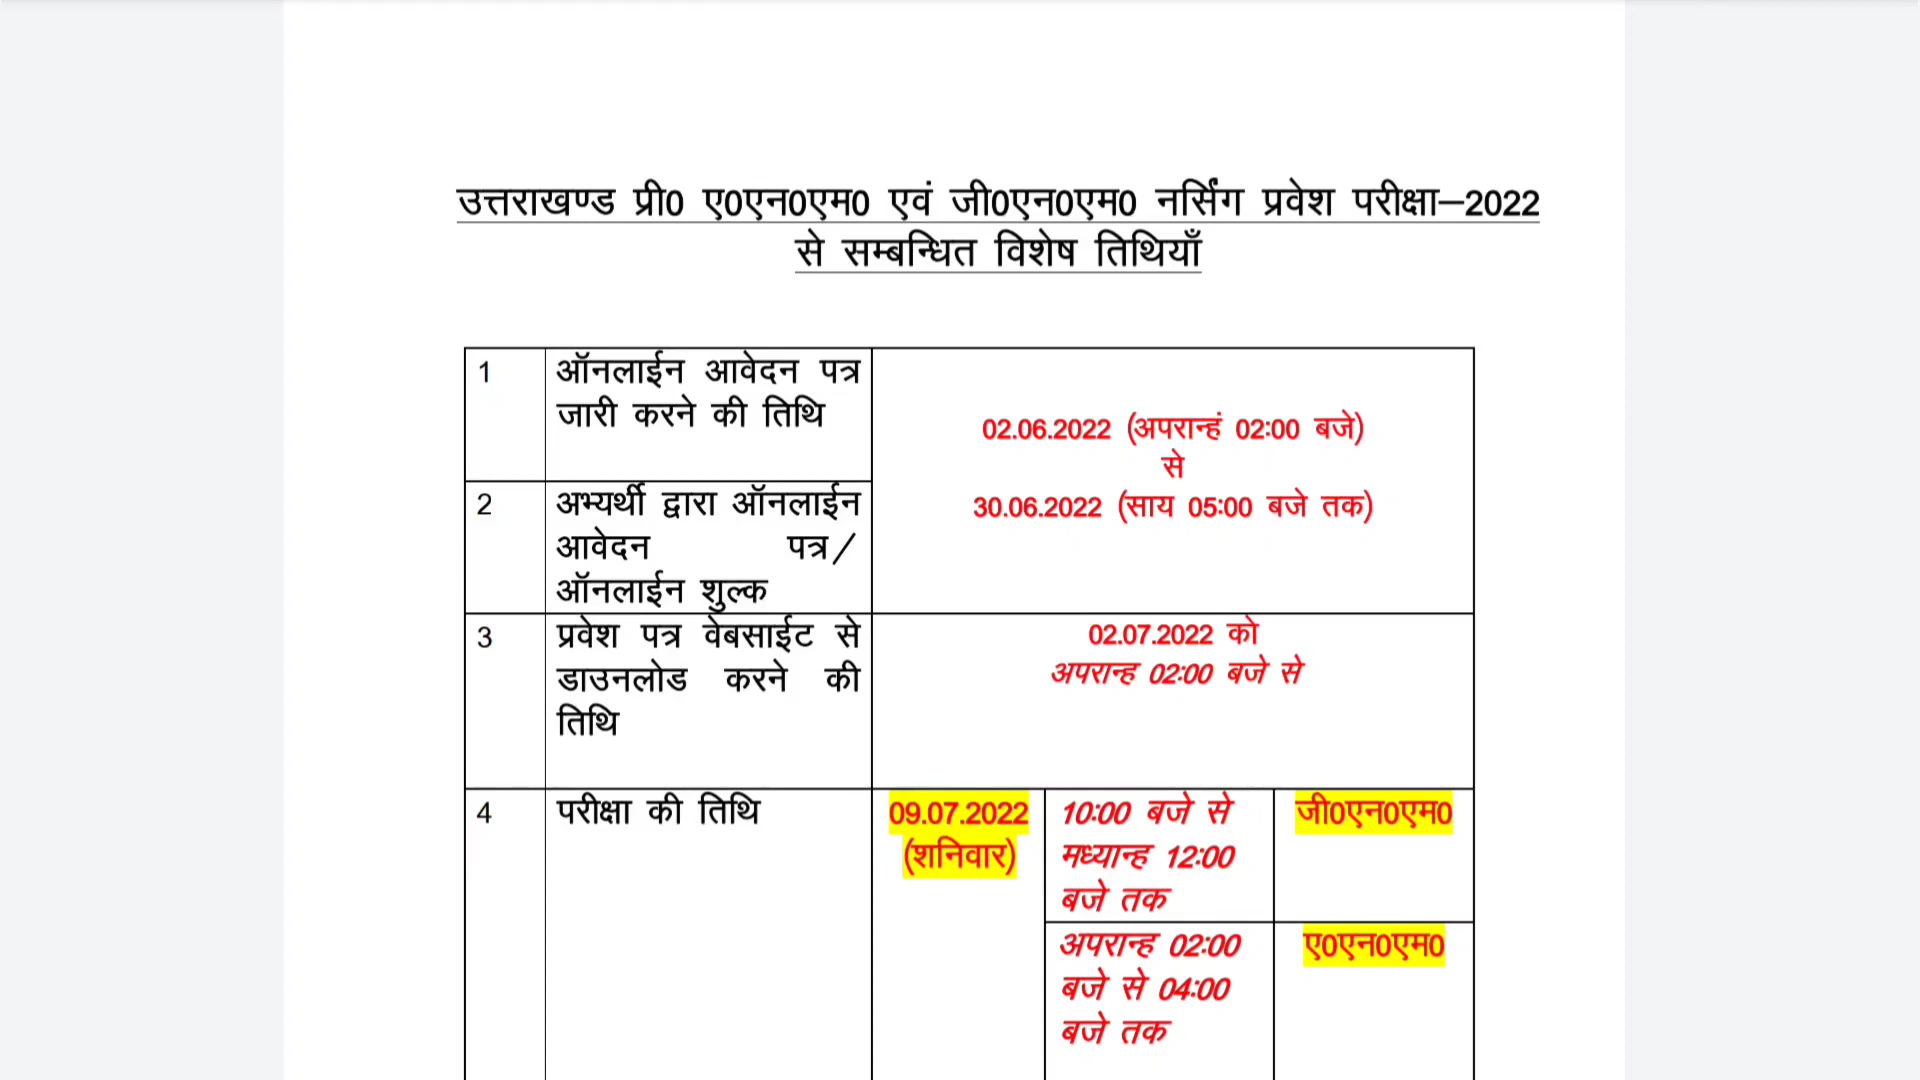 उत्तराखण्ड प्री0 ए0एन0एम0 एवं जी0एन0एम0 नर्सिंग प्रवेश परीक्षा–2022
से सम्बन्धित विशेष तिथियाँ
1
ऑनलाईन आवेदन पत्र
जारी करने की तिथि
02.06.2022 (अपरान्हं 02:00 बजे)
से
30.06.2022 (साय 05:00 बजे तक)
2
अभ्यर्थी द्वारा ऑनलाईन
आवेदन पत्र/
ऑनलाईन शुल्क
3
प्रवेश पत्र वेबसाईट से
डाउनलोड करने की
तिथि
02.07.2022 को
अपरान्ह 02:00 बजे से
4
परीक्षा की तिथि
09.07.2022
(शनिवार)
10:00 बजे से
मध्यान्ह 12:00
बजे तक
जी0एन0एम0
अपरान्ह 02:00
बजे से 04:00
बजे तक
ए0एन0एम0